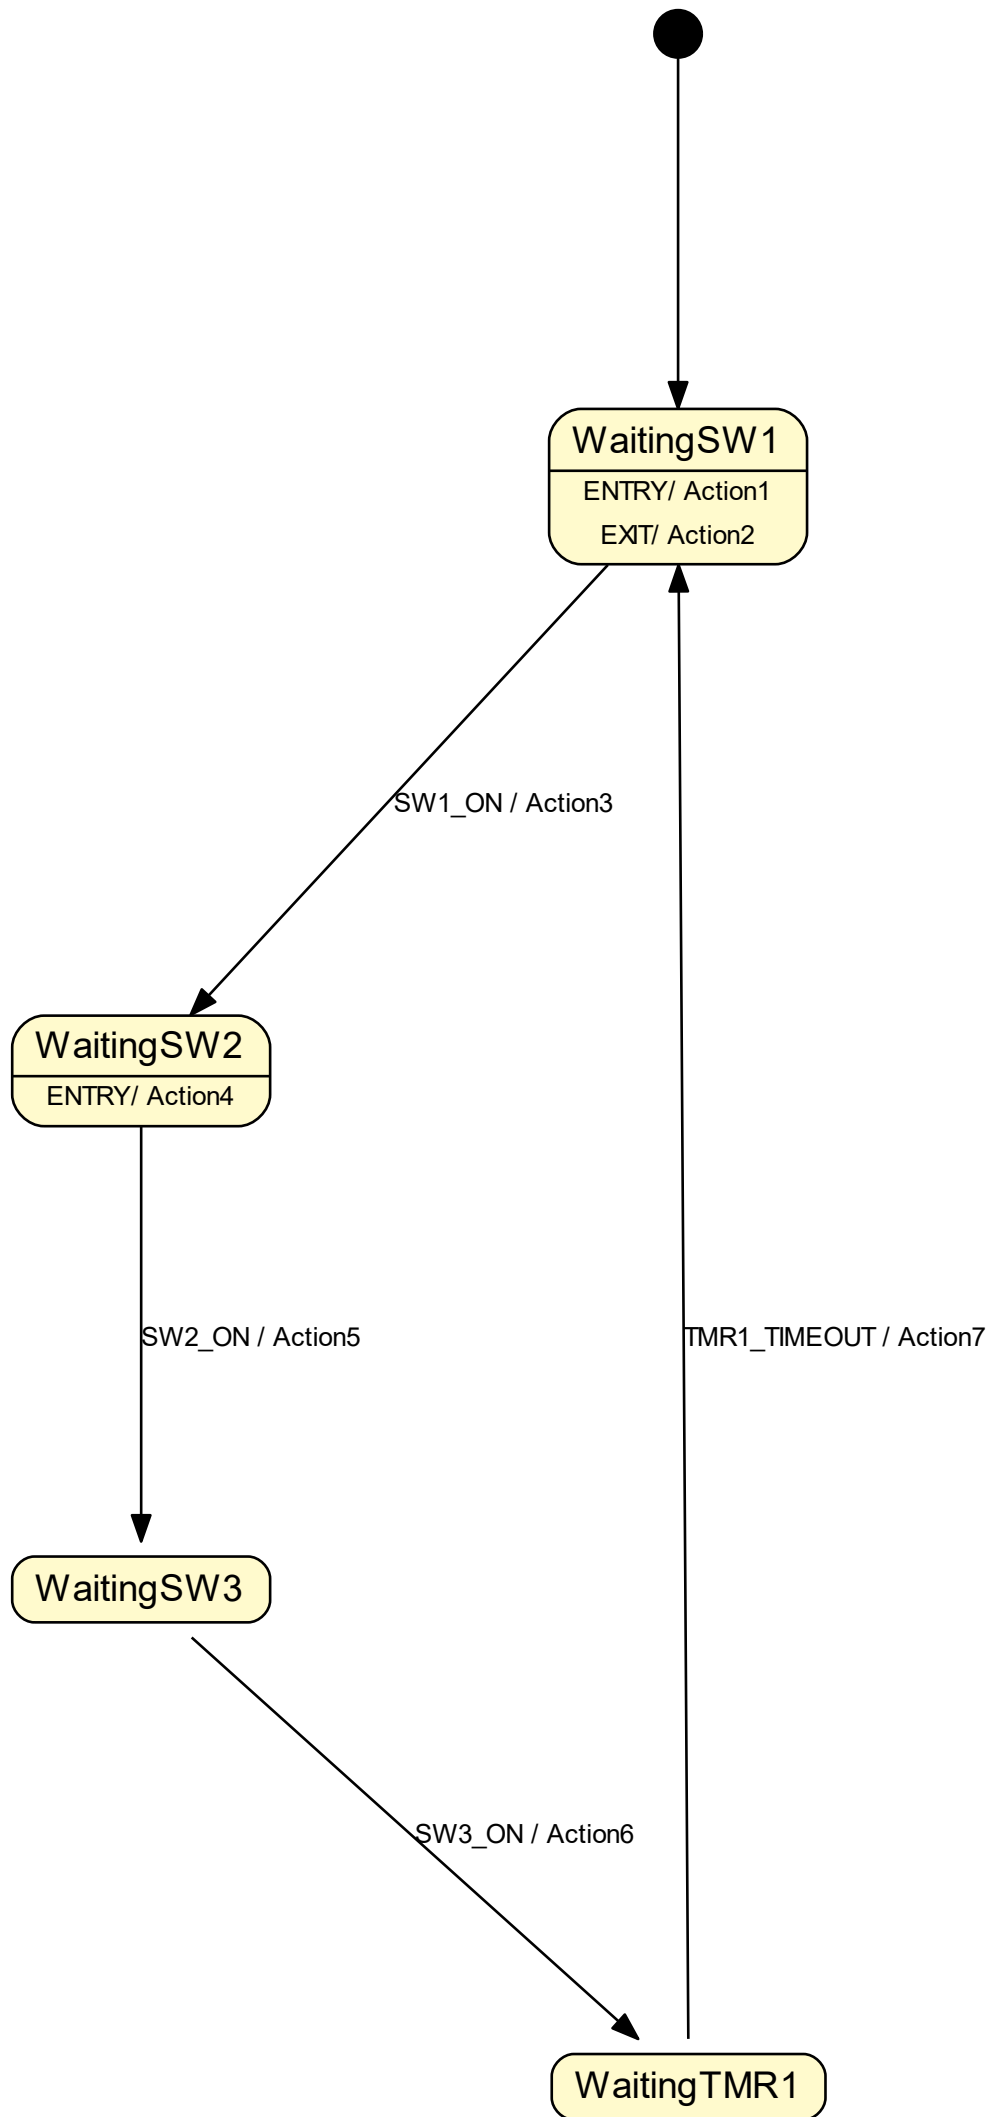 WaitingSW1
ENTRY/ Action1
EXIT/ Action2
SW1_ON / Action3
WaitingSW2
ENTRY/ Action4
SW2_ON / Action5
TMR1_TIMEOUT / Action7
WaitingSW3
SW3_ON / Action6
WaitingTMR1